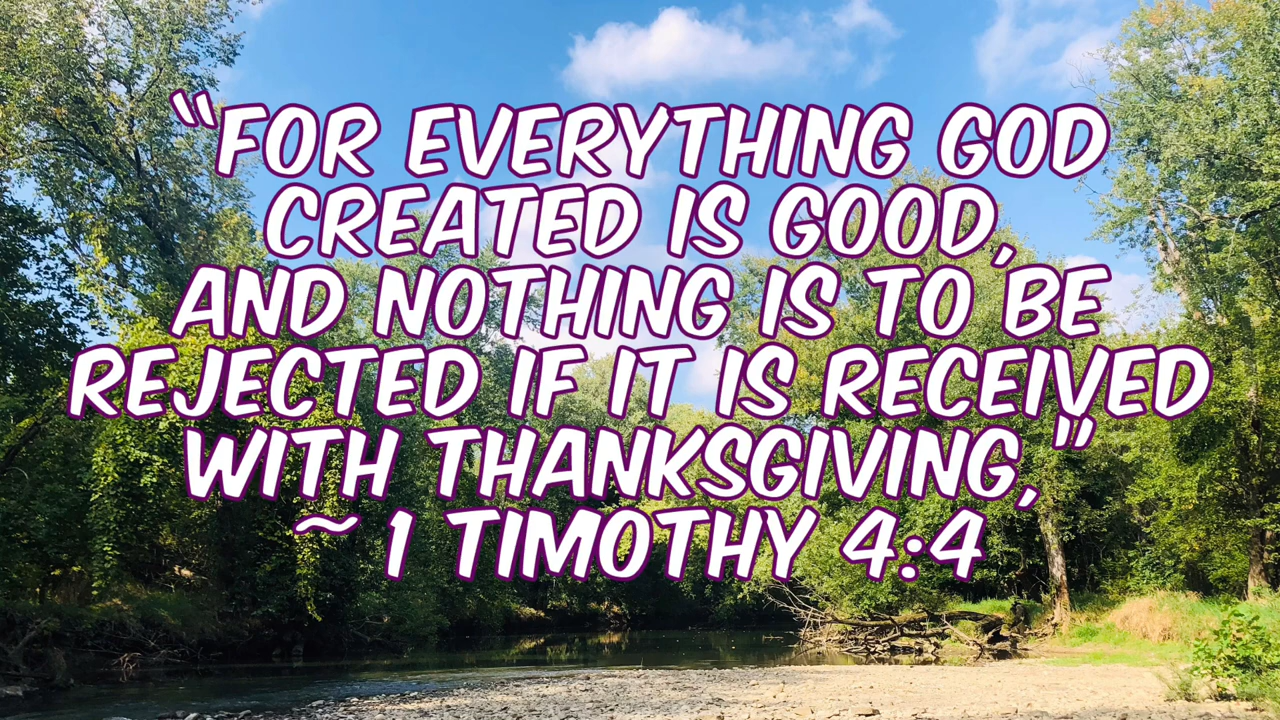 “FOR EVERYTHING GOD
CREATED IS GOOD,
AND NOTHING IS TO BE
REJECTED IF IT IS RECEIVED
WITH THANKSGIVING,”
~ 1 TIMOTHY 4:4